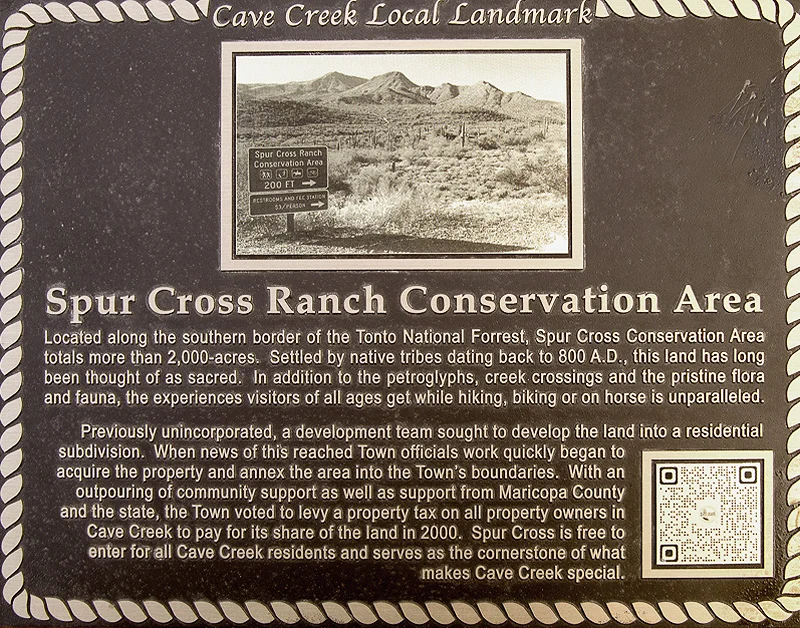 Cave Creek Local Landmark
Spur Cross Ranch
Conservation Area
200 FT
RESTROOMS AND FEE STATION
$3/PERSON
Spur Cross Ranch Conservation Area
Located along the southern border of the Tonto National Forrest, Spur Cross Conservation Area
totals more than 2,000-acres. Settled by native tribes dating back to 800 A.D., this land has long
been thought of as sacred. In addition to the petroglyphs, creek crossings and the pristine flora
and fauna, the experiences visitors of all ages get while hiking, biking or on horse is unparalleled.
Previously unincorporated, a development team sought to develop the land into a residential
subdivision. When news of this reached Town officials work quickly began to
acquire the property and annex the area into the Town's boundaries. With an
outpouring of community support as well as support from Maricopa County
and the state, the Town voted to levy a property tax on all property owners in
Cave Creek to pay for its share of the land in 2000. Spur Cross is free to
enter for all Cave Creek residents and serves as the cornerstone of what
makes Cave Creek special.